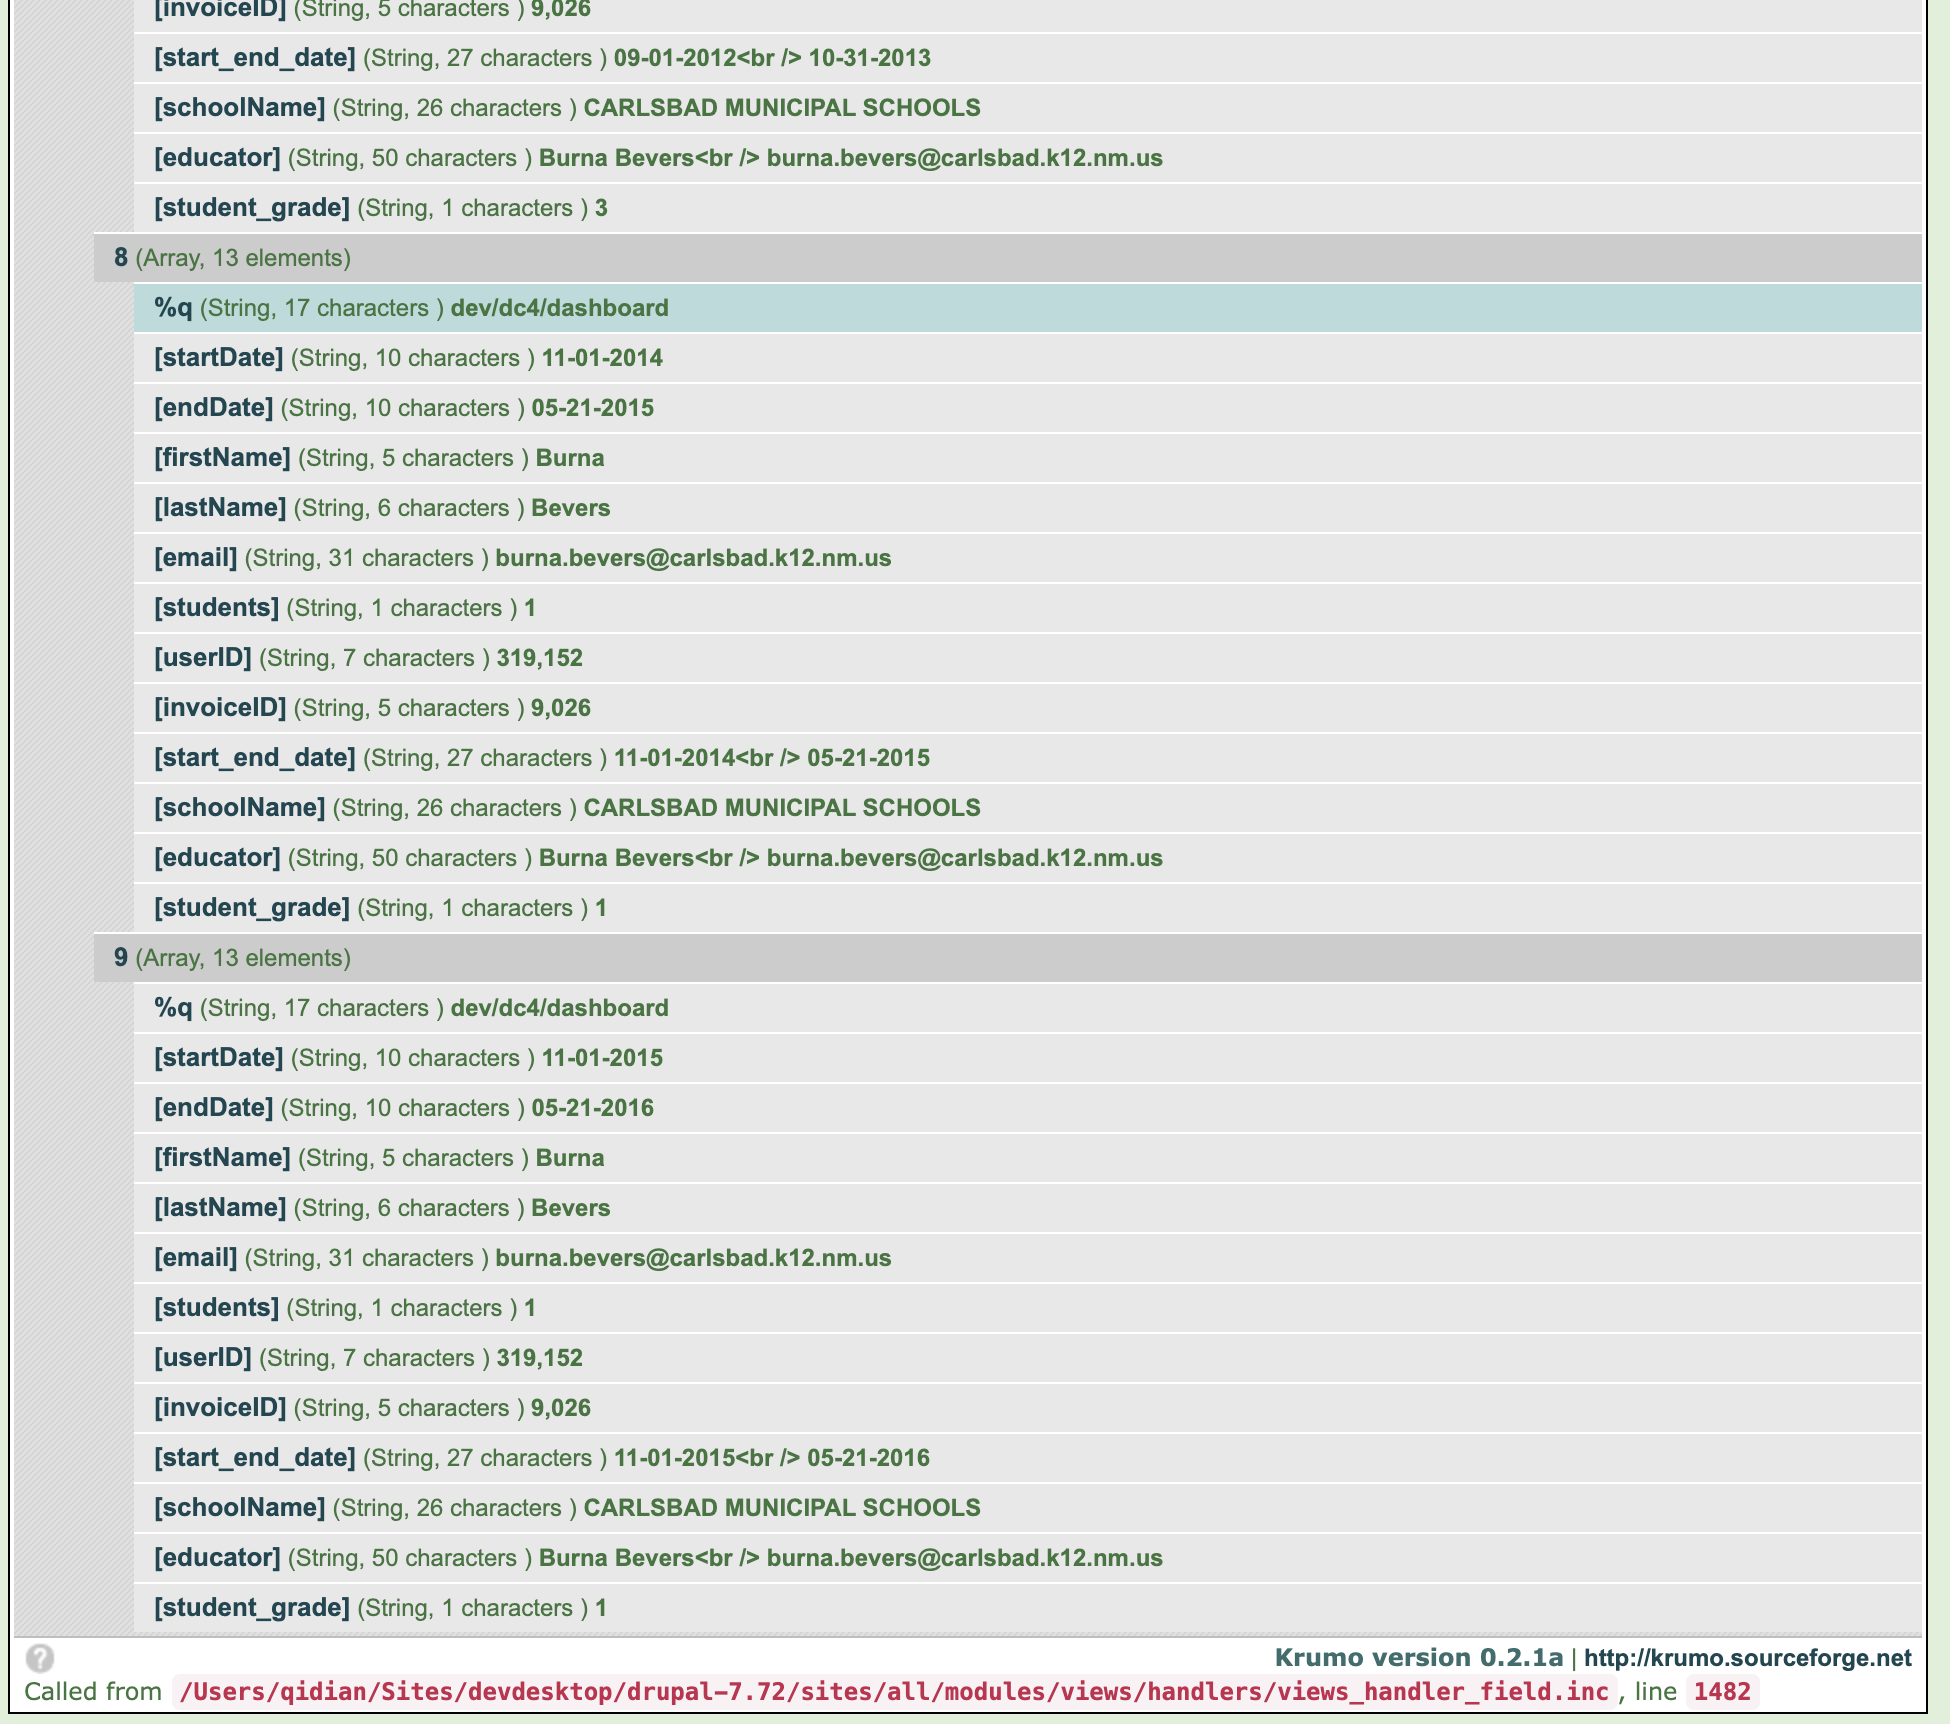 [invoiceID] (String, 5 characters ) 9,026
[start_end_date] (String, 27 characters ) 09-01-2012<br /> 10-31-2013
[schoolName] (String, 26 characters ) CARLSBAD MUNICIPAL SCHOOLS
[educator] (String, 50 characters ) Burna Bevers<br /> burna.bevers@carlsbad.k12.nm.us
[student_grade] (String, 1 characters ) 3
8 (Array, 13 elements)
%q (String, 17 characters ) dev/dc4/dashboard
[startDate] (String, 10 characters ) 11-01-2014
[endDate] (String, 10 characters ) 05-21-2015
[firstName] (String, 5 characters ) Burna
[lastName] (String, 6 characters ) Bevers
[email] (String, 31 characters ) burna.bevers@carlsbad.k12.nm.us
[students] (String, 1 characters ) 1
[userID] (String, 7 characters ) 319,152
[invoiceID] (String, 5 characters ) 9,026
[start_end_date] (String, 27 characters ) 11-01-2014<br /> 05-21-2015
[schoolName] (String, 26 characters ) CARLSBAD MUNICIPAL SCHOOLS
[educator] (String, 50 characters ) Burna Bevers<br /> burna.bevers@carlsbad.k12.nm.us
[student_grade] (String, 1 characters ) 1
9 (Array, 13 elements)
%q (String, 17 characters ) dev/dc4/dashboard
[startDate] (String, 10 characters ) 11-01-2015
[endDate] (String, 10 characters ) 05-21-2016
[firstName] (String, 5 characters ) Burna
[lastName] (String, 6 characters ) Bevers
[email] (String, 31 characters ) burna.bevers@carlsbad.k12.nm.us
[students] (String, 1 characters ) 1
[userID] (String, 7 characters ) 319,152
[invoiceID] (String, 5 characters ) 9,026
[start_end_date] (String, 27 characters ) 11-01-2015<br /> 05-21-2016
[schoolName] (String, 26 characters ) CARLSBAD MUNICIPAL SCHOOLS
[educator] (String, 50 characters ) Burna Bevers<br /> burna.bevers@carlsbad.k12.nm.us
[student_grade] (String, 1 characters ) 1
? Krumo version 0.2.1a | http://krumo.sourceforge.net
Called from /Users/qidian/Sites/devdesktop/drupal-7.72/sites/all/modules/views/handlers/views_handler_field.inc , line 1482